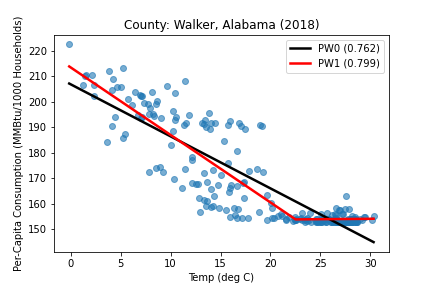 County: Walker, Alabama (2018)
PW0 (0.762)
PW1 (0.799)
Per-Capita Consumption (MMBtu/1000 Households)
220
210
200
190
180
170
160
150
0 5 10 15 20 25 30
Temp (deg C)